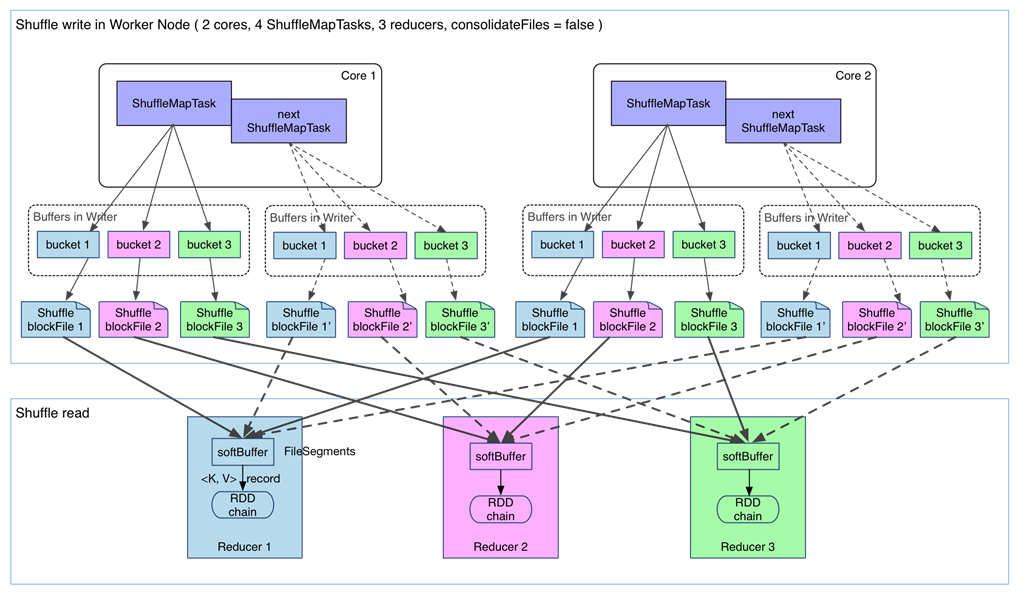 Shuffle write in Worker Node ( 2 cores, 4 ShuffleMapTasks, 3 reducers, consolidateFiles = false )
Core 1
ShuffleMapTask
next
ShuffleMapTask
Core 2
ShuffleMapTask
next
ShuffleMapTask
Buffers in Writer
bucket 1
bucket 2
bucket 3
Buffers in Writer
bucket 1
bucket 2
bucket 3
Buffers in Writer
bucket 1
bucket 2
bucket 3
Buffers in Writer
bucket 1
bucket 2
bucket 3
Shuffle
blockFile 1
Shuffle
blockFile 2
Shuffle
blockFile 3
Shuffle
blockFile 1’
Shuffle
blockFile 2’
Shuffle
blockFile 3’
Shuffle
blockFile 1
Shuffle
blockFile 2
Shuffle
blockFile 3
Shuffle
blockFile 1’
Shuffle
blockFile 2’
Shuffle
blockFile 3’
Shuffle read
softBuffer
FileSegments
<K, V> record
RDD
chain
Reducer 1
softBuffer
RDD
chain
Reducer 2
softBuffer
RDD
chain
Reducer 3